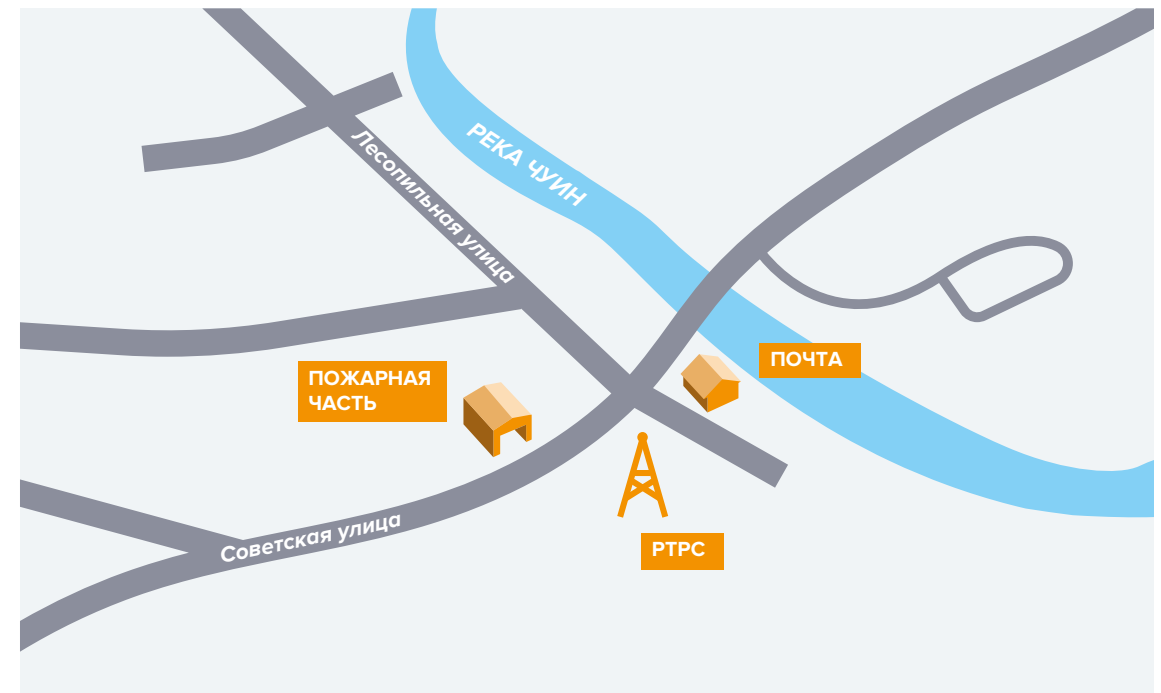 Лесопильная улица
РЕКА ЧУИН
ПОЧТА
ПОЖАРНАЯ
ЧАСТЬ
Советская улица
РТРС